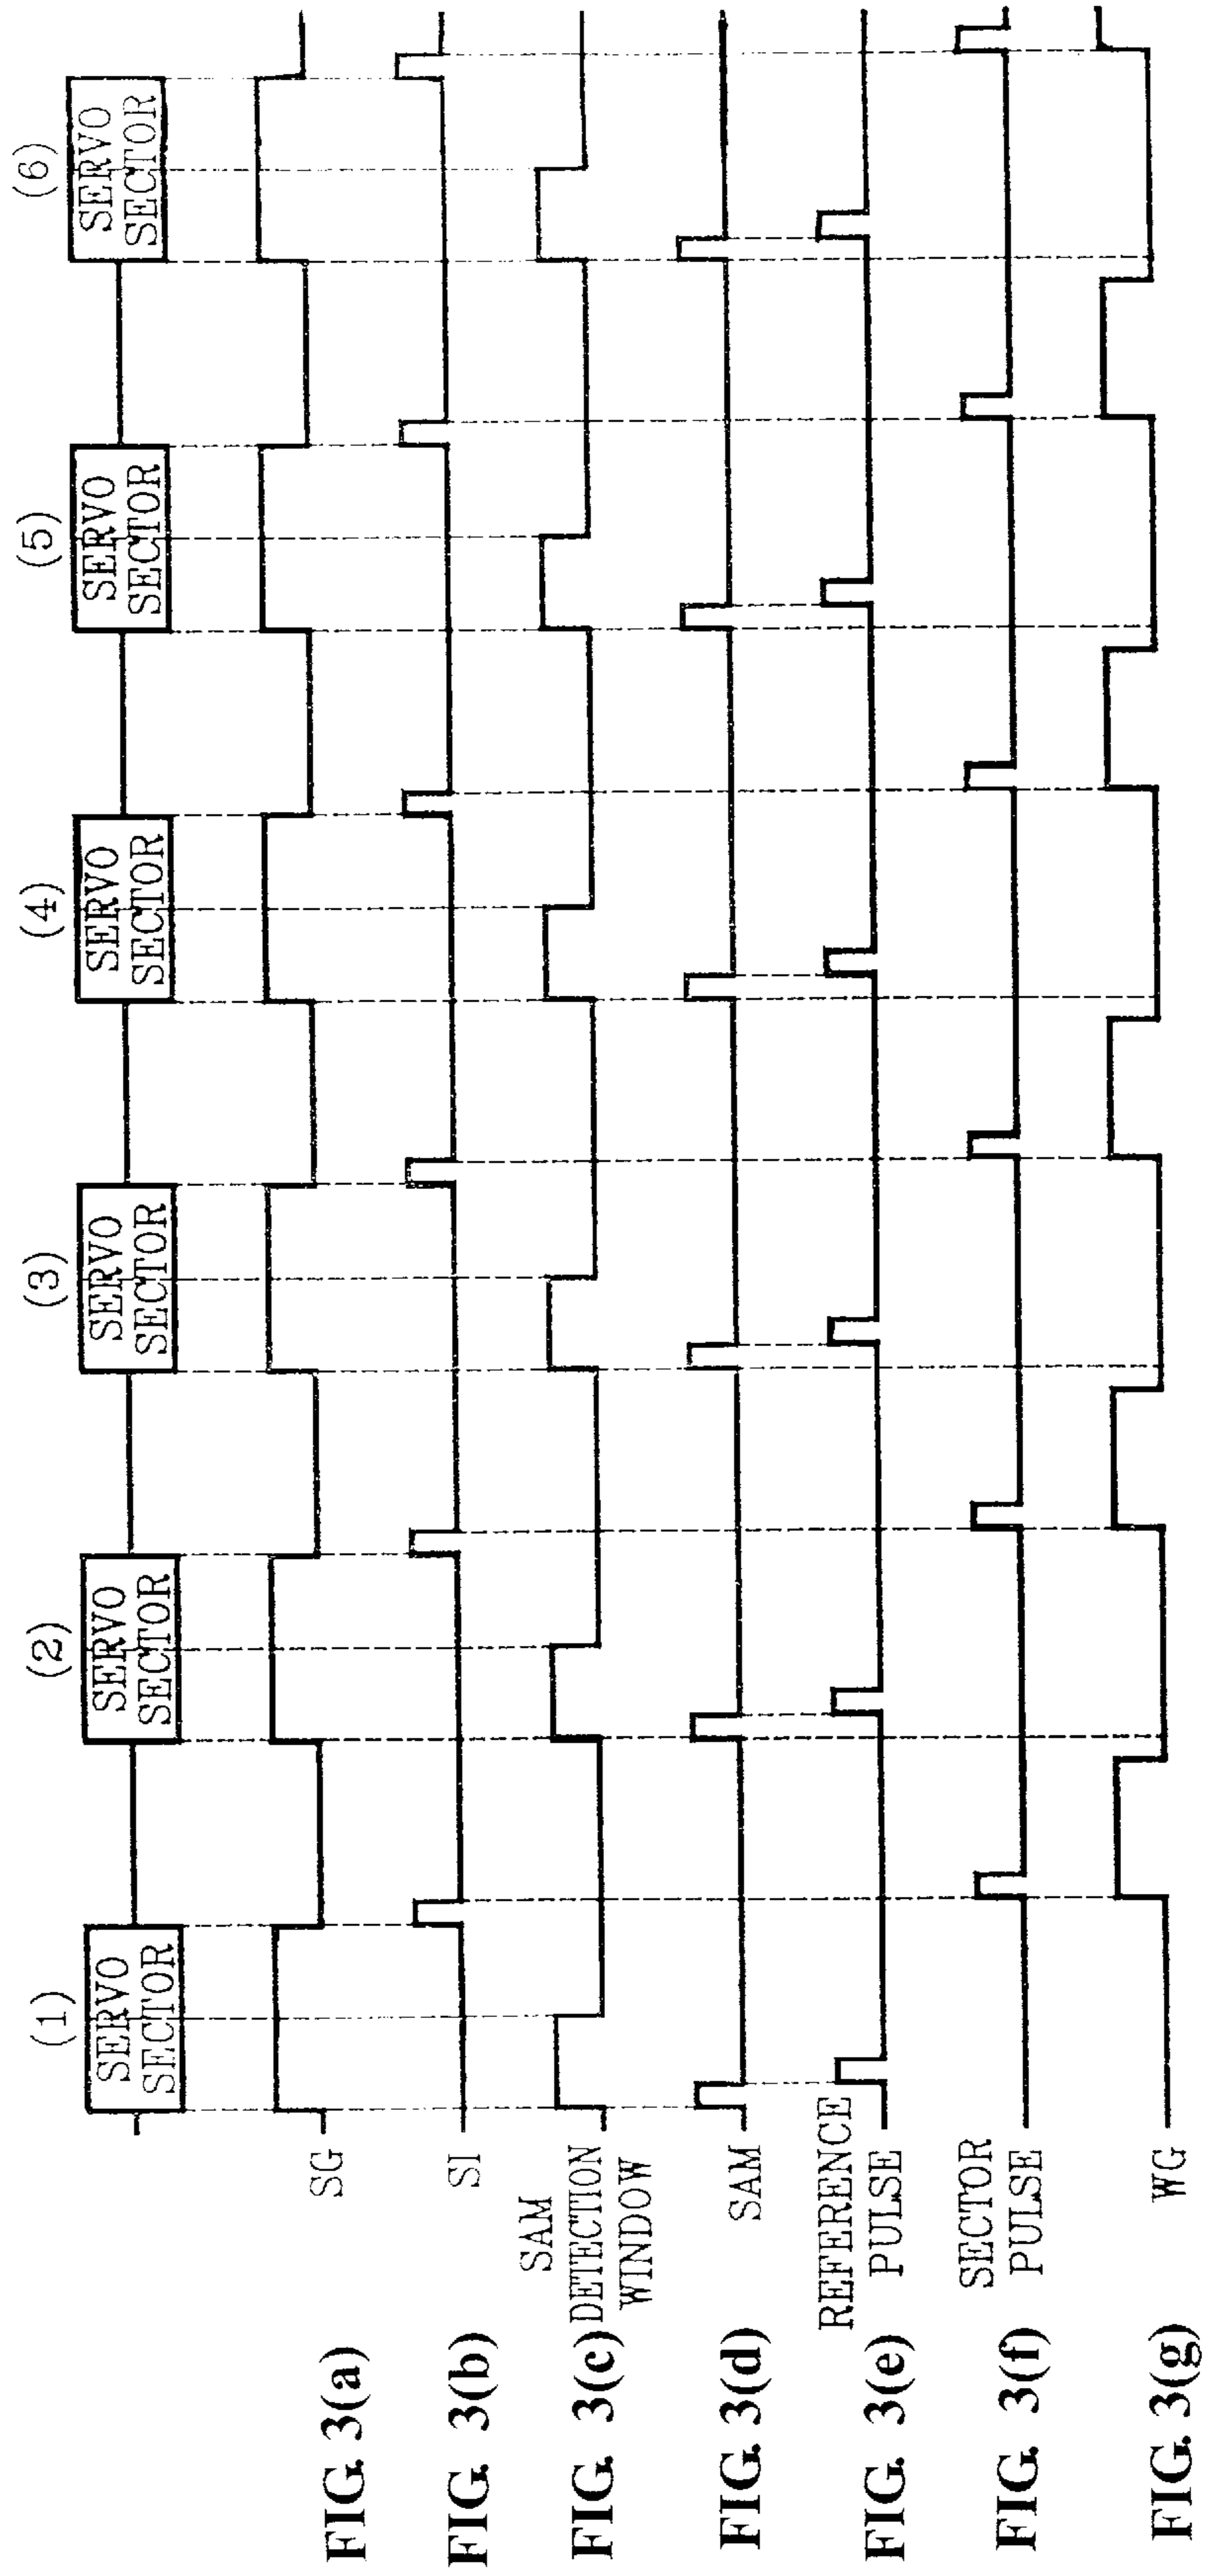 (1)
(2)
(3)
(4)
(5)
(6)
SERVO
SECTOR
SERVO
SECTOR
SERVO
SECTOR
SERVO
SECTOR
SERVO
SECTOR
SERVO
SECTOR
FIG. 3(a)
SG
FIG. 3(b)
SI
FIG. 3(c)
SAM
DETECTION
WINDOW
FIG. 3(d)
SAM
FIG. 3(e)
REFERENCE
PULSE
FIG. 3(f)
SECTOR
PULSE
FIG. 3(g)
WG